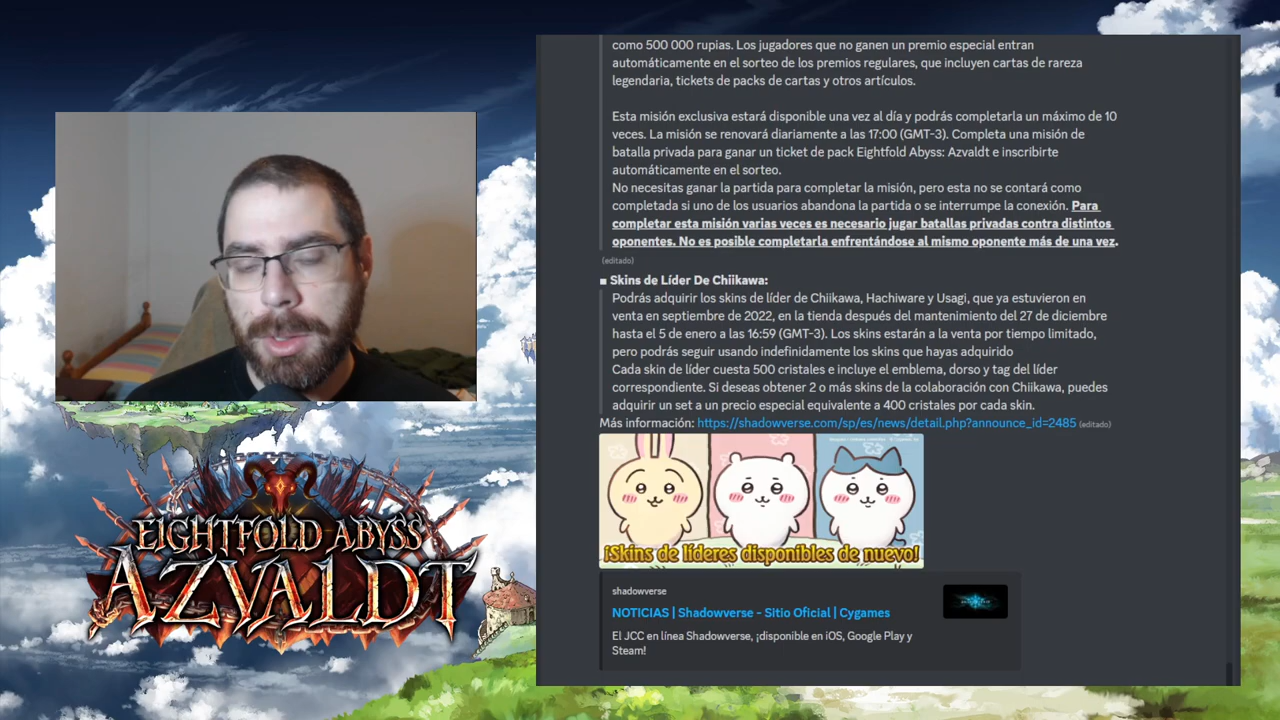 como 500 000 rupias. Los jugadores que no ganen un premio especial entran
automáticamente en el sorteo de los premios regulares, que incluyen cartas de rareza
legendaria, tickets de packs de cartas y otros artículos.
Esta misión exclusiva estará disponible una vez al día y podrás completarla un máximo de 10
veces. La misión se renovará diariamente a las 17:00 (GMT-3). Completa una misión de
batalla privada para ganar un ticket de pack Eightfold Abyss: Azvaldt e inscribirte
automáticamente en el sorteo.
No necesitas ganar la partida para completar la misión, pero esta no se contará como
completada si uno de los usuarios abandona la partida o se interrumpe la conexión. Para
completar esta misión varias veces es necesario jugar batallas privadas contra distintos
oponentes. No es posible completarla enfrentándose al mismo oponente más de una vez.
(editado)
■ Skins de Líder De Chiikawa:
Podrás adquirir los skins de líder de Chiikawa, Hachiware y Usagi, que ya estuvieron en
venta en septiembre de 2022, en la tienda después del mantenimiento del 27 de diciembre
hasta el 5 de enero a las 16:59 (GMT-3). Los skins estarán a la venta por tiempo limitado,
pero podrás seguir usando indefinidamente los skins que hayas adquirido
Cada skin de líder cuesta 500 cristales e incluye el emblema, dorso y tag del líder
correspondiente. Si deseas obtener 2 o más skins de la colaboración con Chiikawa, puedes
adquirir un set a un precio especial equivalente a 400 cristales por cada skin.
Más información: https://shadowverse.com/sp/es/news/detail.php?announce_id=2485 (editado)
¡Skins de líderes disponibles de nuevo!
shadowverse
NOTICIAS | Shadowverse - Sitio Oficial | Cygames
El JCC en línea Shadowverse, ¡disponible en iOS, Google Play y
Steam!
EIGHTFOLD ABYSS
AZVALDT